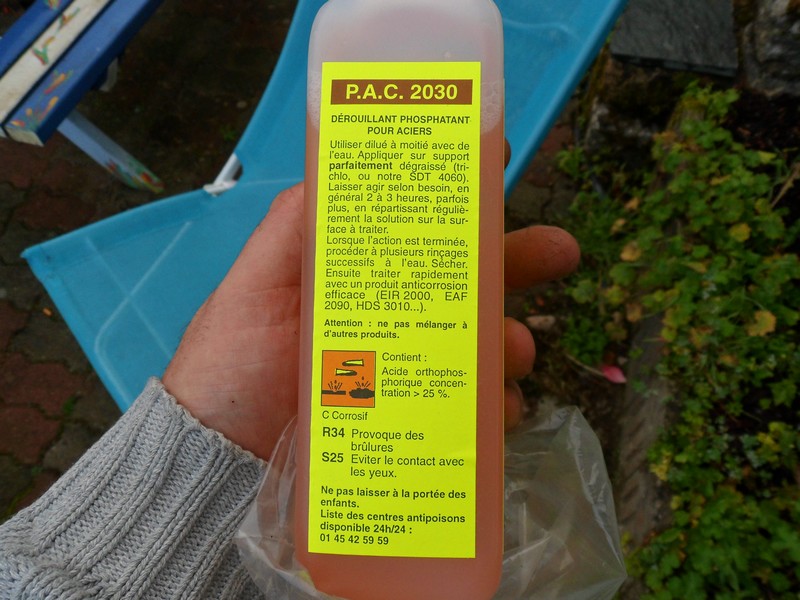 P.A.C. 2030
DÉROUILLANT PHOSPHATANT
POUR ACIERS
Utiliser dilué à moitié avec de
l'eau. Appliquer sur support
parfaitement dégraissé (tri-
chlo, ou notre SDT 4060).
Laisser agir selon besoin, en
général 2 à 3 heures, parfois
plus, en répartissant réguliè-
rement la solution sur la sur-
face à traiter.
Lorsque l'action est terminée,
procéder à plusieurs rinçages
successifs à l'eau. Sécher.
Ensuite traiter rapidement
avec un produit anticorrosion
efficace (EIR 2000, EAF
2090, HDS 3010...).
Attention : ne pas mélanger à
d'autres produits.
Contient :
Acide orthophos-
phorique concen-
tration > 25 %.
C Corrosif
R34 Provoque des
brûlures
S25 Eviter le contact avec
les yeux.
Ne pas laisser à la portée des
enfants.
Liste des centres antipoisons
disponible 24h/24 :
01 45 42 59 59